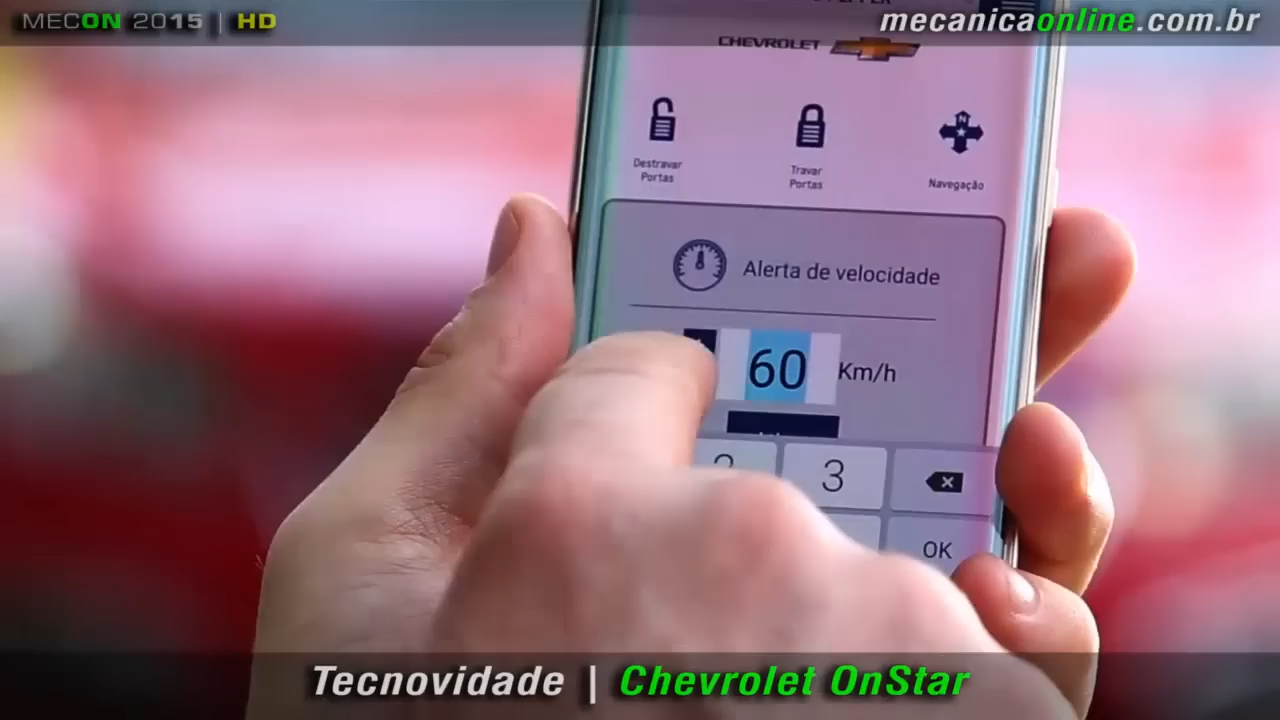 MECON 2015 | HD
mecanicaonline.com.br
CHEVROLET
Destravar
Portas
Travar
Portas
N
Navegação
Alerta de velocidade
60 Km/h
2 3
OK
Tecnovidade | Chevrolet OnStar